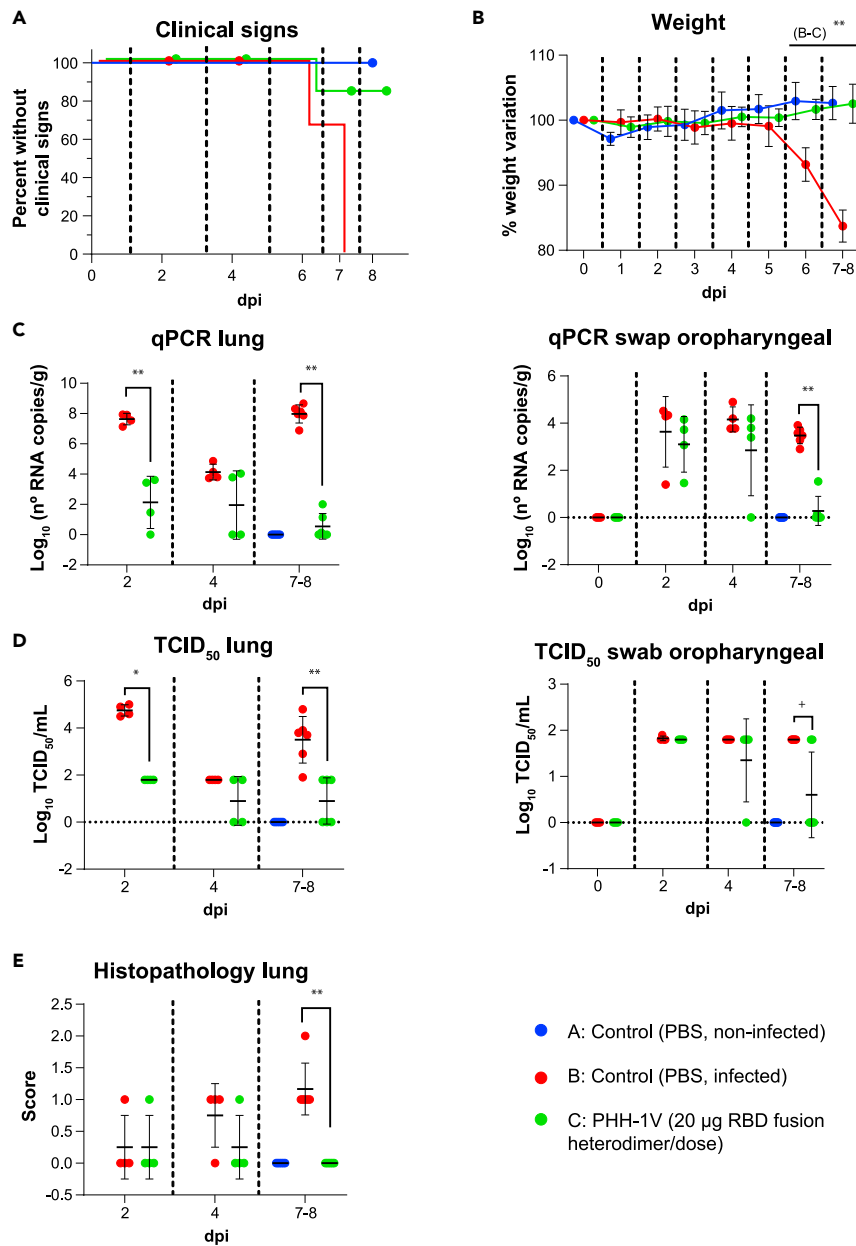 A
Clinical signs
Percent without
clinical signs
100
80
60
40
20
0
0
2
4
6
7
8
dpi
B
Weight
(B-C)
**
% weight variation
110
100
90
80
0
1
2
3
4
5
6
7-8
dpi
C
qPCR lung
Log₁₀ (nº RNA copies/g)
10
8
6
4
2
0
-2
**
**
2
4
7-8
dpi
qPCR swap oropharyngeal
Log₁₀ (nº RNA copies/g)
6
4
2
0
-2
**
0
2
4
7-8
dpi
D
TCID₅₀ lung
Log₁₀ TCID₅₀/mL
6
4
2
0
-2
*
**
2
4
7-8
dpi
TCID₅₀ swab oropharyngeal
Log₁₀ TCID₅₀/mL
3
2
1
0
-1
+
0
2
4
7-8
dpi
E
Histopathology lung
Score
2.5
2.0
1.5
1.0
0.5
0.0
-0.5
**
2
4
7-8
dpi
A: Control (PBS, non-infected)
B: Control (PBS, infected)
C: PHH-1V (20 µg RBD fusion
heterodimer/dose)